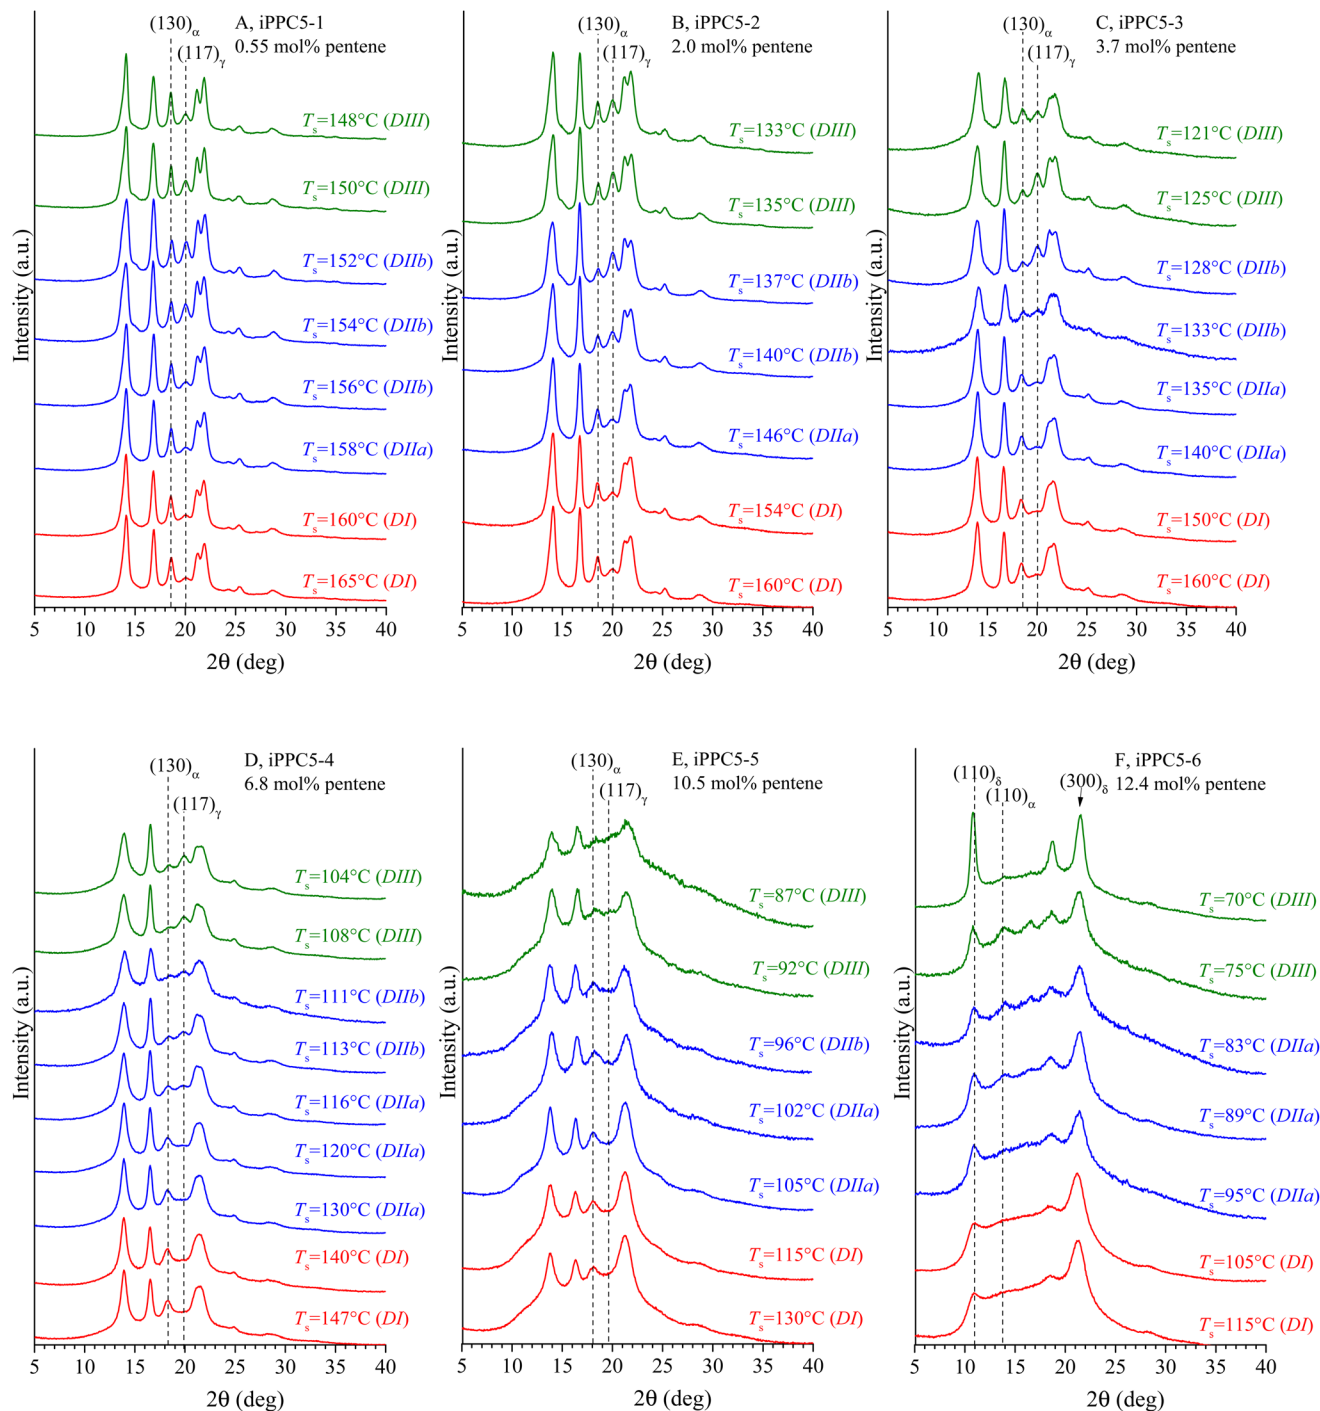 A, iPPC5-1
0.55 mol% pentene
(130)α
(117)γ
Ts=148°C (DIII)
Ts=150°C (DIII)
Ts=152°C (DIIb)
Ts=154°C (DIIb)
Ts=156°C (DIIb)
Ts=158°C (DIIa)
Ts=160°C (DI)
Ts=165°C (DI)
Intensity (a.u.)
5 10 15 20 25 30 35 40
2θ (deg)
B, iPPC5-2
2.0 mol% pentene
(130)α
(117)γ
Ts=133°C (DIII)
Ts=135°C (DIII)
Ts=137°C (DIIb)
Ts=140°C (DIIb)
Ts=146°C (DIIa)
Ts=154°C (DI)
Ts=160°C (DI)
Intensity (a.u.)
5 10 15 20 25 30 35 40
2θ (deg)
C, iPPC5-3
3.7 mol% pentene
(130)α
(117)γ
Ts=121°C (DIII)
Ts=125°C (DIII)
Ts=128°C (DIIb)
Ts=133°C (DIIb)
Ts=135°C (DIIa)
Ts=140°C (DIIa)
Ts=150°C (DI)
Ts=160°C (DI)
Intensity (a.u.)
5 10 15 20 25 30 35 40
2θ (deg)
D, iPPC5-4
6.8 mol% pentene
(130)α
(117)γ
Ts=104°C (DIII)
Ts=108°C (DIII)
Ts=111°C (DIIb)
Ts=113°C (DIIb)
Ts=116°C (DIIa)
Ts=120°C (DIIa)
Ts=130°C (DIIa)
Ts=140°C (DI)
Ts=147°C (DI)
Intensity (a.u.)
5 10 15 20 25 30 35 40
2θ (deg)
E, iPPC5-5
10.5 mol% pentene
(130)α
(117)γ
Ts=87°C (DIII)
Ts=92°C (DIII)
Ts=96°C (DIIb)
Ts=102°C (DIIa)
Ts=105°C (DIIa)
Ts=115°C (DI)
Ts=130°C (DI)
Intensity (a.u.)
5 10 15 20 25 30 35 40
2θ (deg)
F, iPPC5-6
12.4 mol% pentene
(110)δ
(110)α
(300)δ
Ts=70°C (DIII)
Ts=75°C (DIII)
Ts=83°C (DIIa)
Ts=89°C (DIIa)
Ts=95°C (DIIa)
Ts=105°C (DI)
Ts=115°C (DI)
Intensity (a.u.)
5 10 15 20 25 30 35 40
2θ (deg)